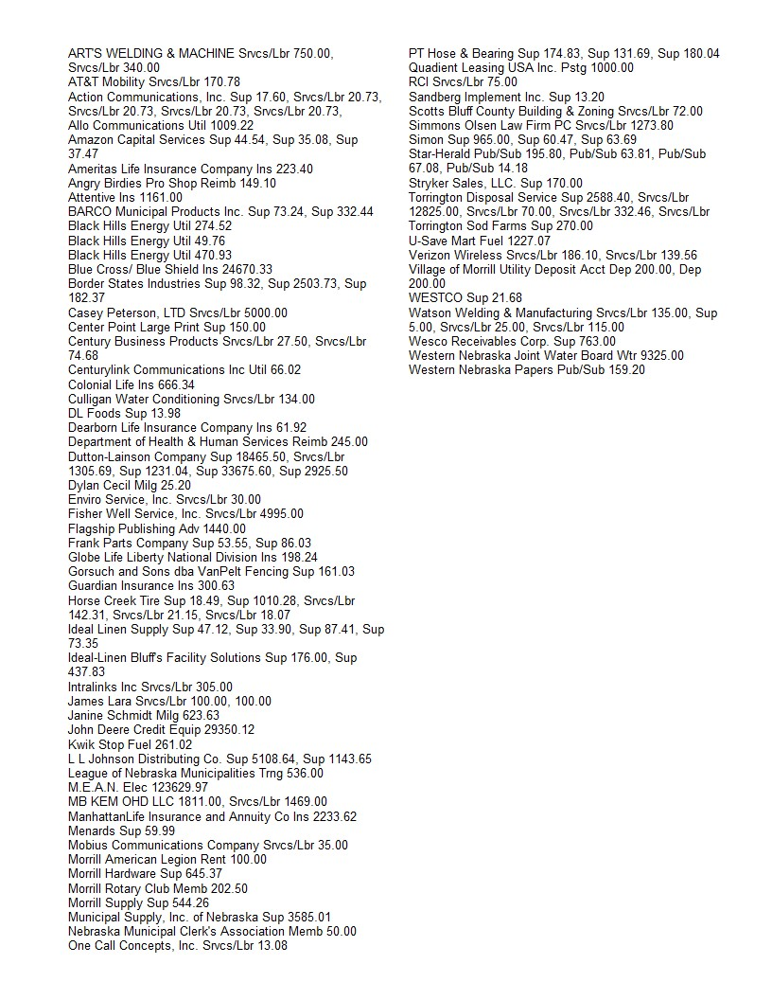 ART'S WELDING & MACHINE Srvcs/Lbr 750.00,
Srvcs/Lbr 340.00
AT&T Mobility Srvcs/Lbr 170.78
Action Communications, Inc. Sup 17.60, Srvcs/Lbr 20.73,
Srvcs/Lbr 20.73, Srvcs/Lbr 20.73, Srvcs/Lbr 20.73,
Allo Communications Util 1009.22
Amazon Capital Services Sup 44.54, Sup 35.08, Sup
37.47
Ameritas Life Insurance Company Ins 223.40
Angry Birdies Pro Shop Reimb 149.10
Attentive Ins 1161.00
BARCO Municipal Products Inc. Sup 73.24, Sup 332.44
Black Hills Energy Util 274.52
Black Hills Energy Util 49.76
Black Hills Energy Util 470.93
Blue Cross/ Blue Shield Ins 24670.33
Border States Industries Sup 98.32, Sup 2503.73, Sup
182.37
Casey Peterson, LTD Srvcs/Lbr 5000.00
Center Point Large Print Sup 150.00
Century Business Products Srvcs/Lbr 27.50, Srvcs/Lbr
74.68
Centurylink Communications Inc Util 66.02
Colonial Life Ins 666.34
Culligan Water Conditioning Srvcs/Lbr 134.00
DL Foods Sup 13.98
Dearborn Life Insurance Company Ins 61.92
Department of Health & Human Services Reimb 245.00
Dutton-Lainson Company Sup 18465.50, Srvcs/Lbr
1305.69, Sup 1231.04, Sup 33675.60, Sup 2925.50
Dylan Cecil Milg 25.20
Enviro Service, Inc. Srvcs/Lbr 30.00
Fisher Well Service, Inc. Srvcs/Lbr 4995.00
Flagship Publishing Adv 1440.00
Frank Parts Company Sup 53.55, Sup 86.03
Globe Life Liberty National Division Ins 198.24
Gorsuch and Sons dba VanPelt Fencing Sup 161.03
Guardian Insurance Ins 300.63
Horse Creek Tire Sup 18.49, Sup 1010.28, Srvcs/Lbr
142.31, Srvcs/Lbr 21.15, Srvcs/Lbr 18.07
Ideal Linen Supply Sup 47.12, Sup 33.90, Sup 87.41, Sup
73.35
Ideal-Linen Bluff's Facility Solutions Sup 176.00, Sup
437.83
Intralinks Inc Srvcs/Lbr 305.00
James Lara Srvcs/Lbr 100.00, 100.00
Janine Schmidt Milg 623.63
John Deere Credit Equip 29350.12
Kwik Stop Fuel 261.02
L L Johnson Distributing Co. Sup 5108.64, Sup 1143.65
League of Nebraska Municipalities Trng 536.00
M.E.A.N. Elec 123629.97
MB KEM OHD LLC 1811.00, Srvcs/Lbr 1469.00
ManhattanLife Insurance and Annuity Co Ins 2233.62
Menards Sup 59.99
Mobius Communications Company Srvcs/Lbr 35.00
Morrill American Legion Rent 100.00
Morrill Hardware Sup 645.37
Morrill Rotary Club Memb 202.50
Morrill Supply Sup 544.26
Municipal Supply, Inc. of Nebraska Sup 3585.01
Nebraska Municipal Clerk's Association Memb 50.00
One Call Concepts, Inc. Srvcs/Lbr 13.08
PT Hose & Bearing Sup 174.83, Sup 131.69, Sup 180.04
Quadient Leasing USA Inc. Pstg 1000.00
RCI Srvcs/Lbr 75.00
Sandberg Implement Inc. Sup 13.20
Scotts Bluff County Building & Zoning Srvcs/Lbr 72.00
Simmons Olsen Law Firm PC Srvcs/Lbr 1273.80
Simon Sup 965.00, Sup 60.47, Sup 63.69
Star-Herald Pub/Sub 195.80, Pub/Sub 63.81, Pub/Sub
67.08, Pub/Sub 14.18
Stryker Sales, LLC. Sup 170.00
Torrington Disposal Service Sup 2588.40, Srvcs/Lbr
12825.00, Srvcs/Lbr 70.00, Srvcs/Lbr 332.46, Srvcs/Lbr
Torrington Sod Farms Sup 270.00
U-Save Mart Fuel 1227.07
Verizon Wireless Srvcs/Lbr 186.10, Srvcs/Lbr 139.56
Village of Morrill Utility Deposit Acct Dep 200.00, Dep
200.00
WESTCO Sup 21.68
Watson Welding & Manufacturing Srvcs/Lbr 135.00, Sup
5.00, Srvcs/Lbr 25.00, Srvcs/Lbr 115.00
Wesco Receivables Corp. Sup 763.00
Western Nebraska Joint Water Board Wtr 9325.00
Western Nebraska Papers Pub/Sub 159.20